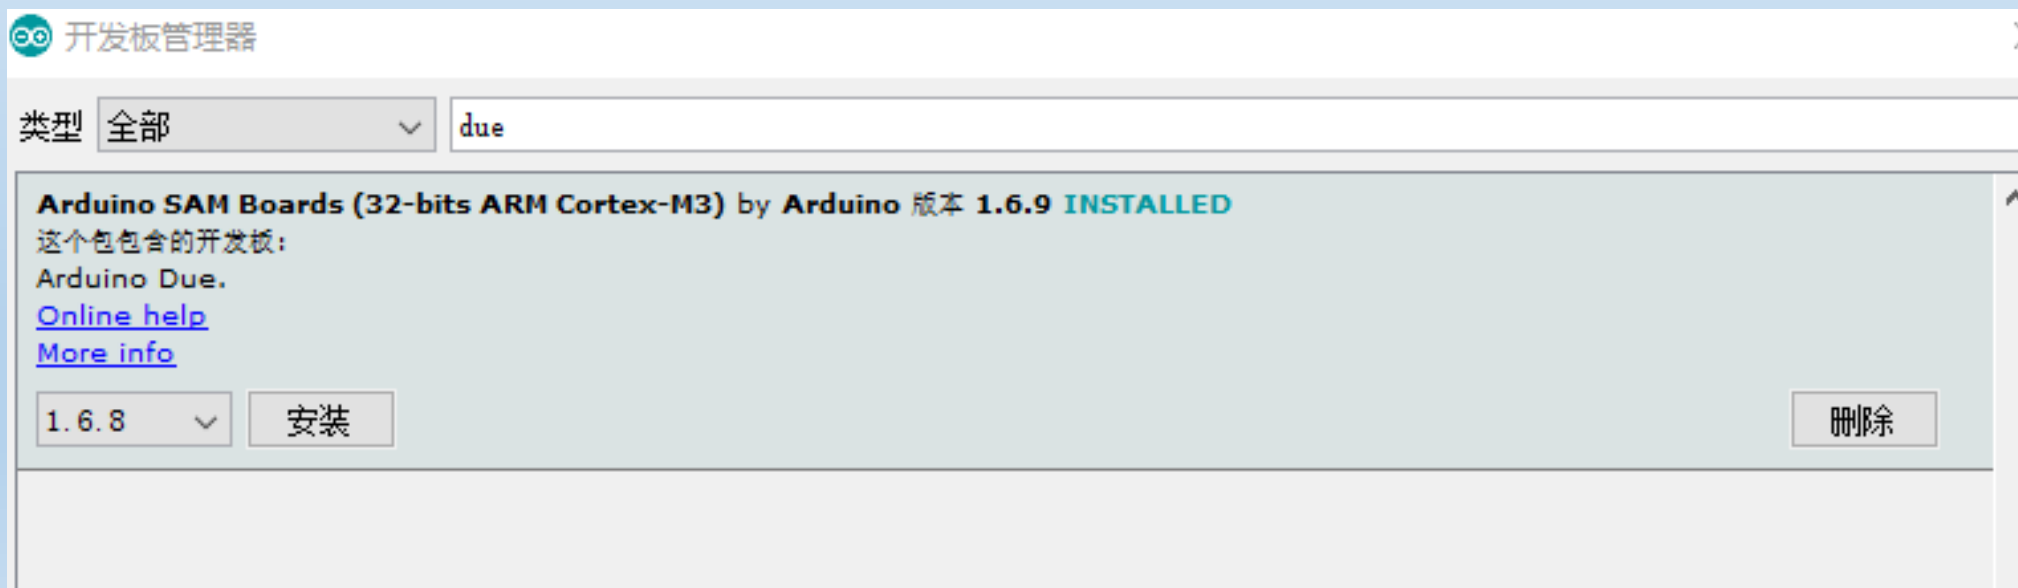 开发板管理器
类型 全部 due
Arduino SAM Boards (32-bits ARM Cortex-M3) by Arduino 版本 1.6.9 INSTALLED
这个包包含的开发板:
Arduino Due.
Online help
More info
1.6.8 安装 删除